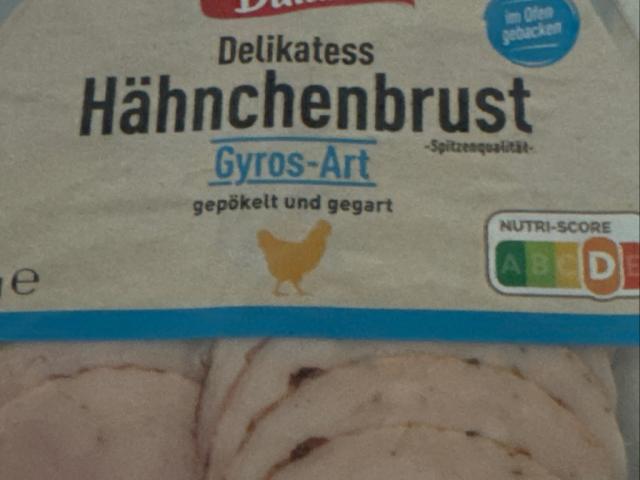 im Ofen
gebacken
Delikatess
Hähnchenbrust
-Spitzenqualität-
Gyros-Art
gepökelt und gegart
NUTRI-SCORE
A B C D E
e